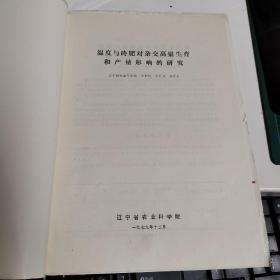 温度与磷肥对杂交高粱生育
和产量影响的研究
辽宁省农业科学院
一九七九年十二月